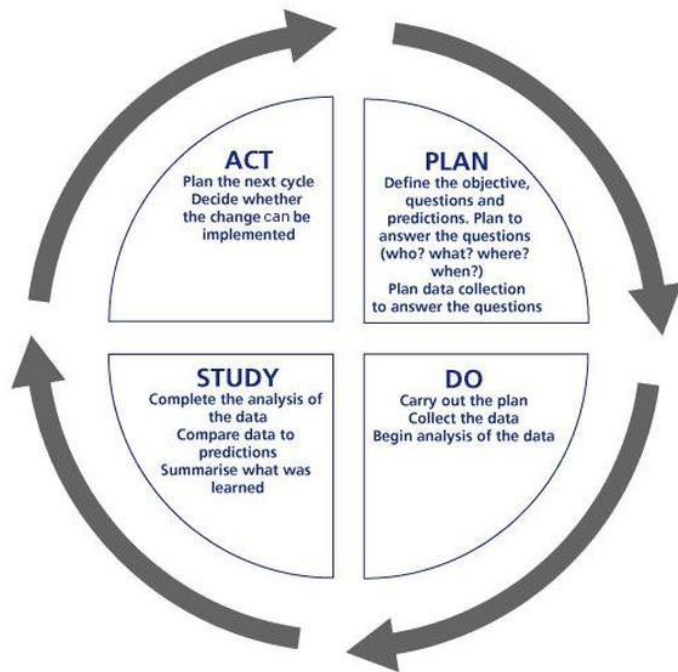 ACT
Plan the next cycle
Decide whether
the change can be
implemented
PLAN
Define the objective,
questions and
predictions. Plan to
answer the questions
(who? what? where?
when?)
Plan data collection
to answer the questions
STUDY
Complete the analysis of
the data
Compare data to
predictions
Summarise what was
learned
DO
Carry out the plan
Collect the data
Begin analysis of the data